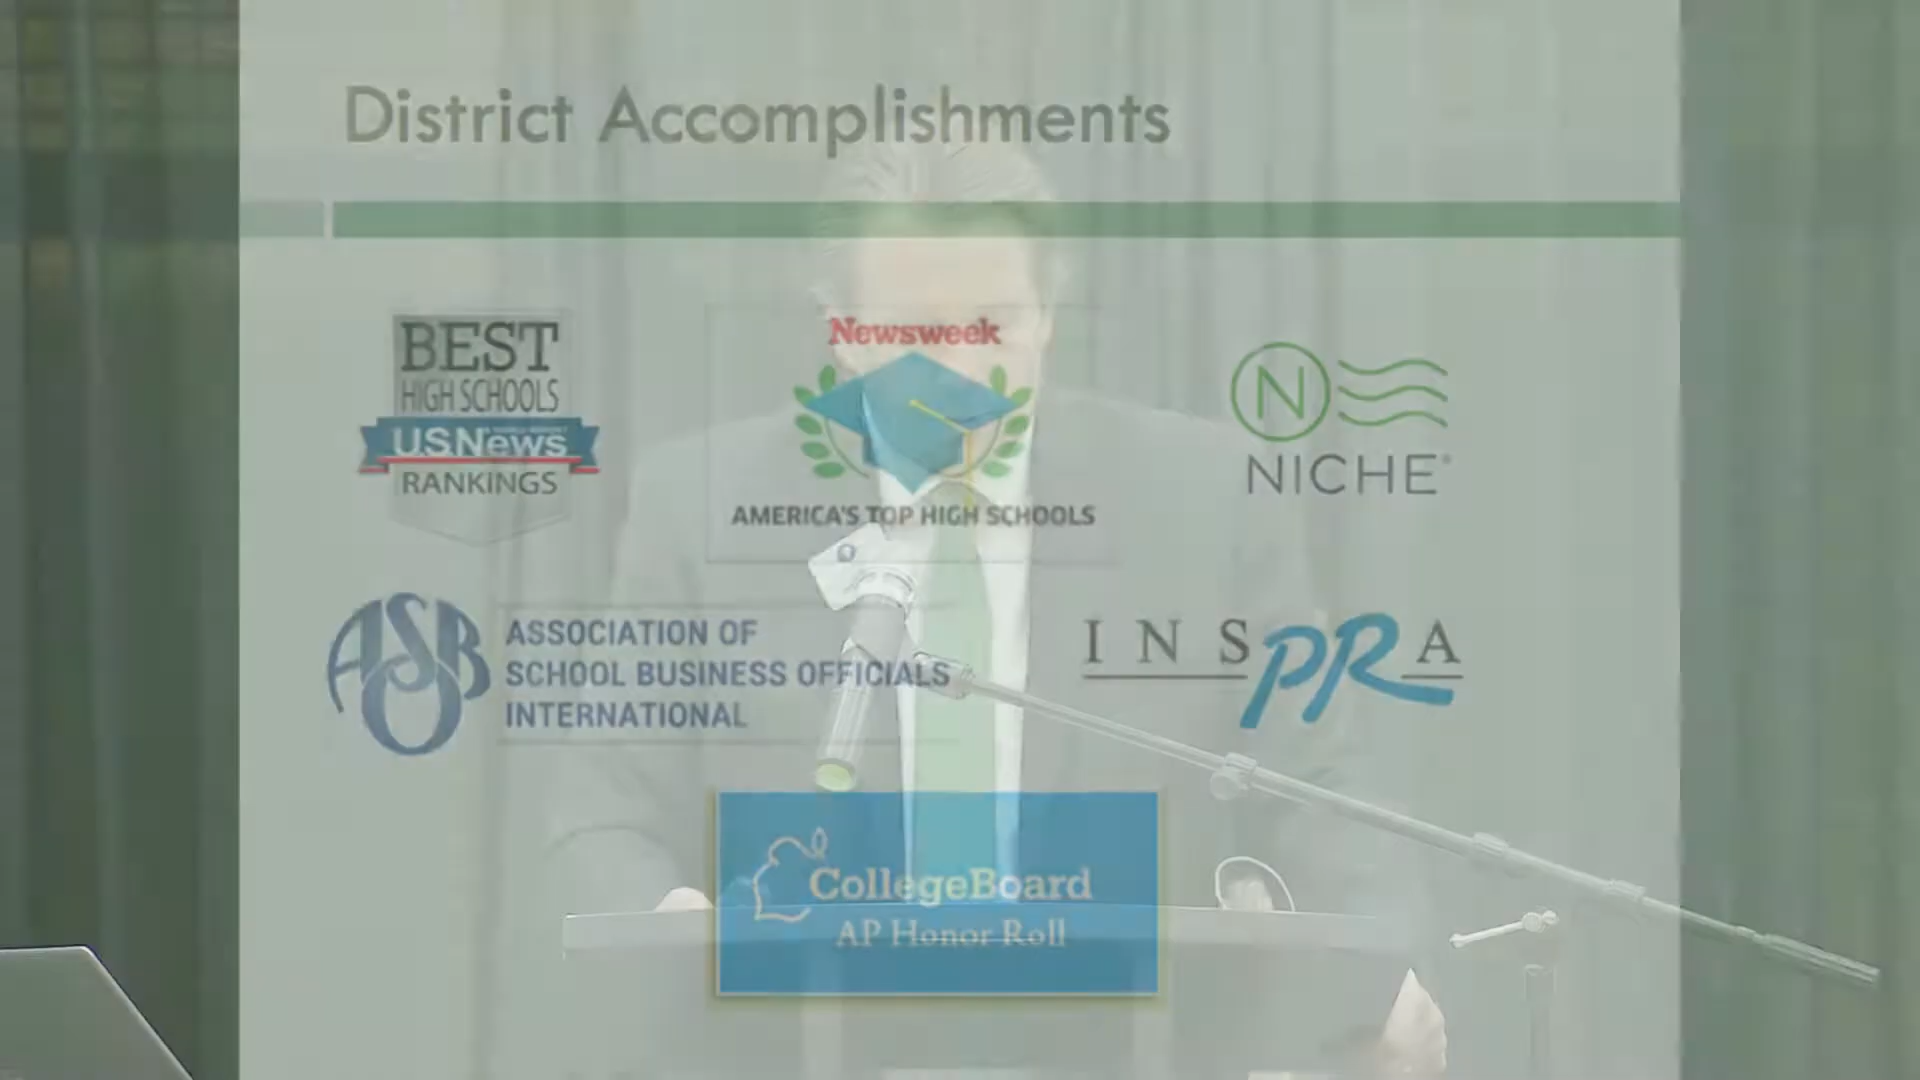 District Accomplishments
BEST
HIGH SCHOOLS
U.S.News
RANKINGS
Newsweek
AMERICA'S TOP HIGH SCHOOLS
N
NICHE
ASBO
ASSOCIATION OF
SCHOOL BUSINESS OFFICIALS
INTERNATIONAL
INSPRA
CollegeBoard
AP Honor Roll